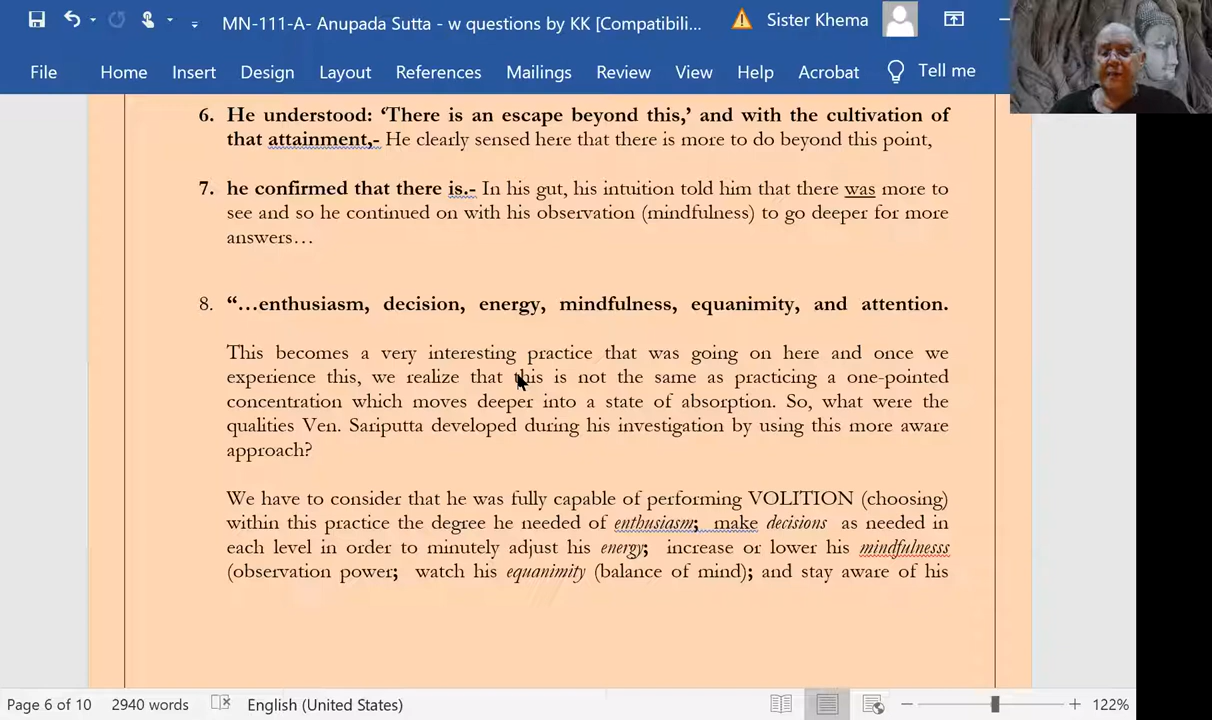 MN-111-A- Anupada Sutta - w questions by KK [Compatibili...
Sister Khema
File Home Insert Design Layout References Mailings Review View Help Acrobat Tell me
6. He understood: ‘There is an escape beyond this,’ and with the cultivation of
that attainment,- He clearly sensed here that there is more to do beyond this point,
7. he confirmed that there is.- In his gut, his intuition told him that there was more to
see and so he continued on with his observation (mindfulness) to go deeper for more
answers…
8. “…enthusiasm, decision, energy, mindfulness, equanimity, and attention.
This becomes a very interesting practice that was going on here and once we
experience this, we realize that this is not the same as practicing a one-pointed
concentration which moves deeper into a state of absorption. So, what were the
qualities Ven. Sariputta developed during his investigation by using this more aware
approach?
We have to consider that he was fully capable of performing VOLITION (choosing)
within this practice the degree he needed of enthusiasm; make decisions as needed in
each level in order to minutely adjust his energy; increase or lower his mindfulnesss
(observation power; watch his equanimity (balance of mind); and stay aware of his
Page 6 of 10 2940 words English (United States) 122%